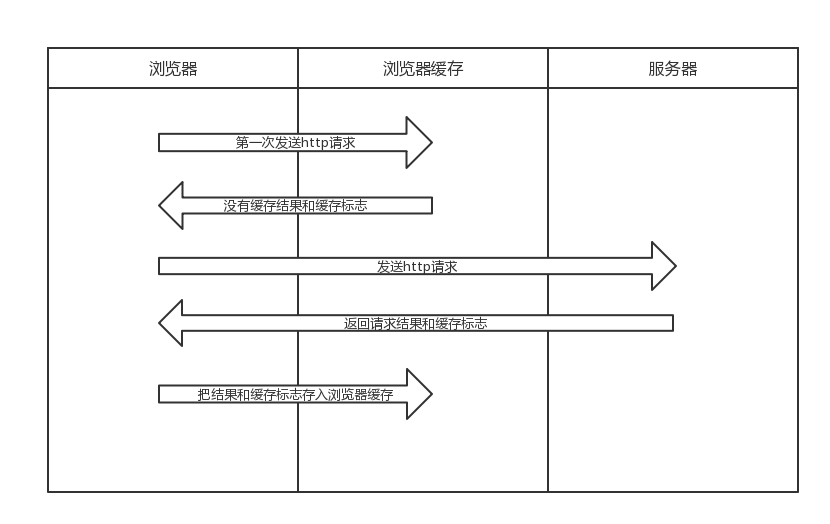 浏览器
浏览器缓存
服务器
第一次发送http请求
没有缓存结果和缓存标志
发送http请求
返回请求结果和缓存标志
把结果和缓存标志存入浏览器缓存